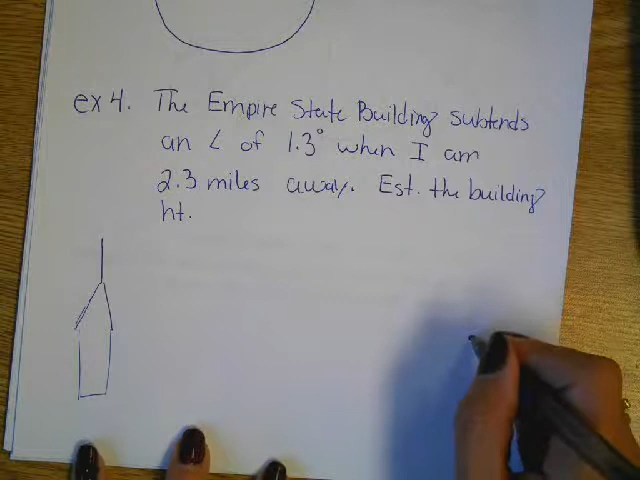 ex 4. The Empire State Building subtends
an ∠ of 1.3° when I am
2.3 miles away. Est. the building
ht.